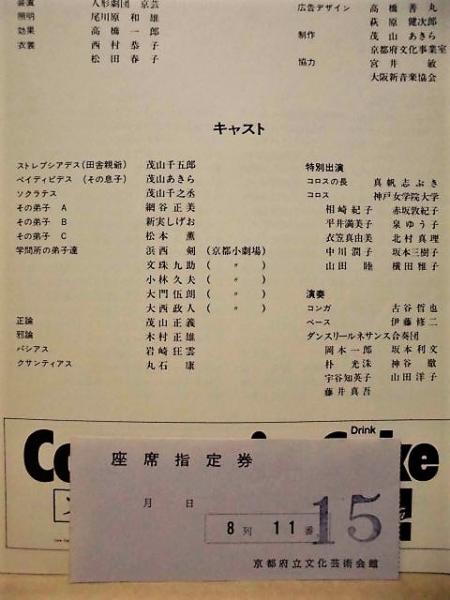 人形劇団 京芸
照明 尾川原和雄
効果 高橋一郎
衣裳 西村恭子
松田春子
広告デザイン 高橋善丸
萩原健次郎
制作 茂山あきら
京都府文化事業室
協力 宮井敏
大阪新音楽協会
キャスト
ストレプシアデス(田舎親爺) 茂山千五郎
ペイディピデス (その息子) 茂山あきら
ソクラテス 茂山千之丞
その弟子 A 網谷正美
その弟子 B 新実しげお
その弟子 C 松本薫
学問所の弟子達 浜西剣 (京都小劇場)
文珠九助 ( 〃 )
小林久夫 ( 〃 )
大門伍朗 ( 〃 )
大西政人 ( 〃 )
正論 茂山正義
邪論 木村正雄
パシアス 岩崎狂雲
クサンティアス 丸石康
特別出演
コロスの長 真帆志ぶき
コロス 神戸女学院大学
相崎紀子 赤坂敦紀子
平井満美子 泉ゆう子
衣笠真由美 北村真理
中川潤子 坂本三樹子
山田睦 横田雅子
演奏
コンガ 古谷哲也
ベース 伊藤修二
ダンスリールネサンス合奏団
岡本一郎 坂本利文
朴光洙 神谷徹
宇谷知英子 山田洋子
藤井真吾
Drink
座席指定券
月 日
8列 11番 15
京都府立文化芸術会館